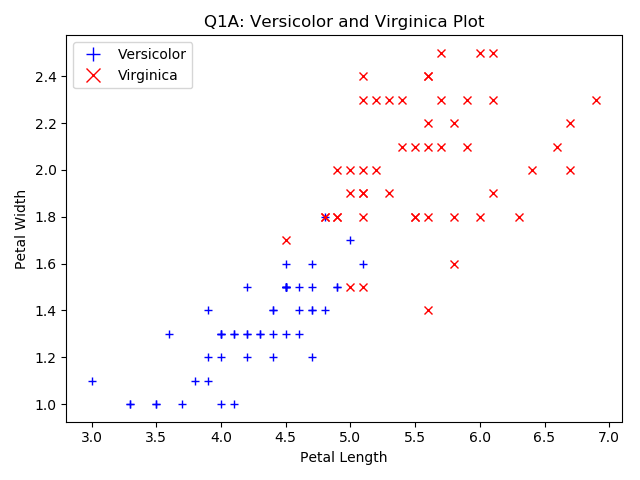 Q1A: Versicolor and Virginica Plot
Versicolor
Virginica
Petal Width
2.4
2.2
2.0
1.8
1.6
1.4
1.2
1.0
3.0 3.5 4.0 4.5 5.0 5.5 6.0 6.5 7.0
Petal Length